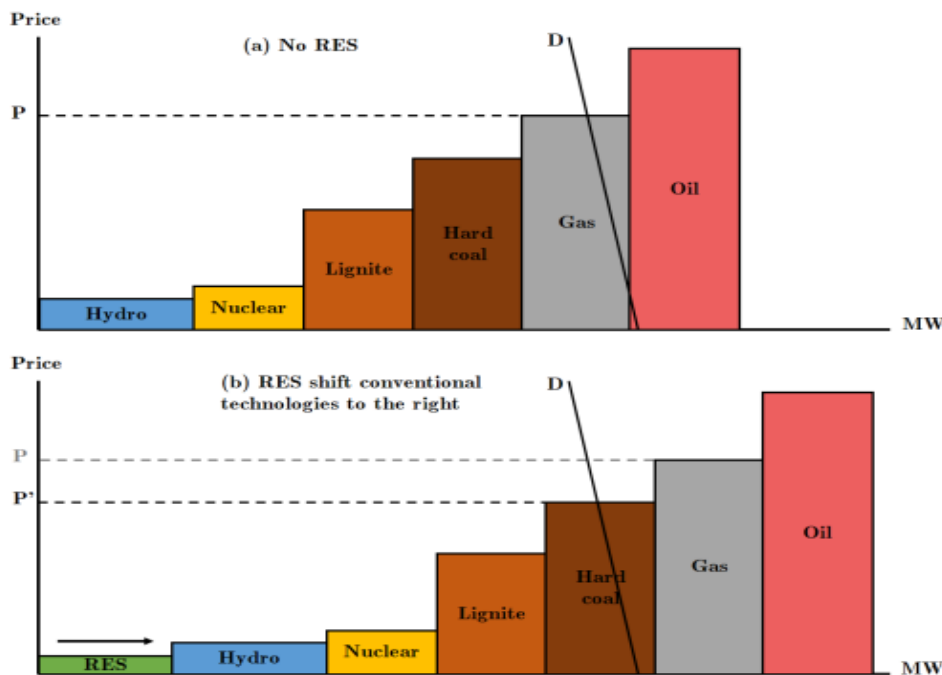 Price
(a) No RES
D
P
Oil
Gas
Hard
coal
Lignite
Nuclear
Hydro
MW
Price
(b) RES shift conventional
technologies to the right
D
P
P'
Oil
Gas
Hard
coal
Lignite
Nuclear
Hydro
RES
MW